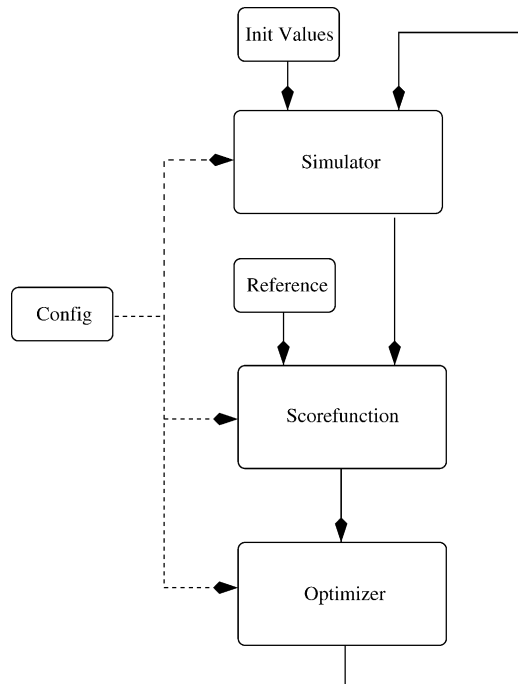 Init Values
Simulator
Reference
Config
Scorefunction
Optimizer